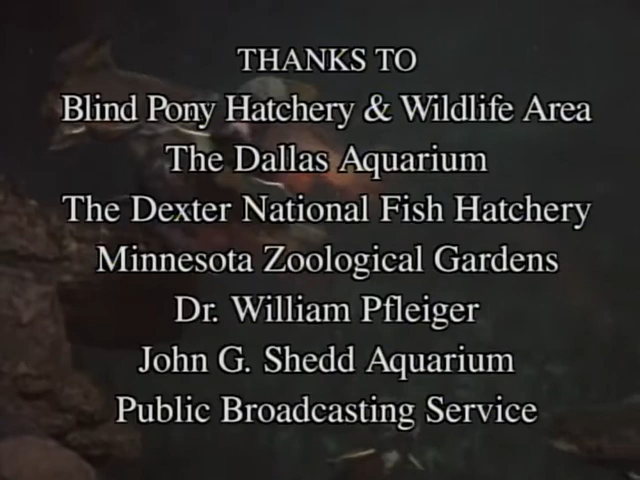 THANKS TO
Blind Pony Hatchery & Wildlife Area
The Dallas Aquarium
The Dexter National Fish Hatchery
Minnesota Zoological Gardens
Dr. William Pfleiger
John G. Shedd Aquarium
Public Broadcasting Service